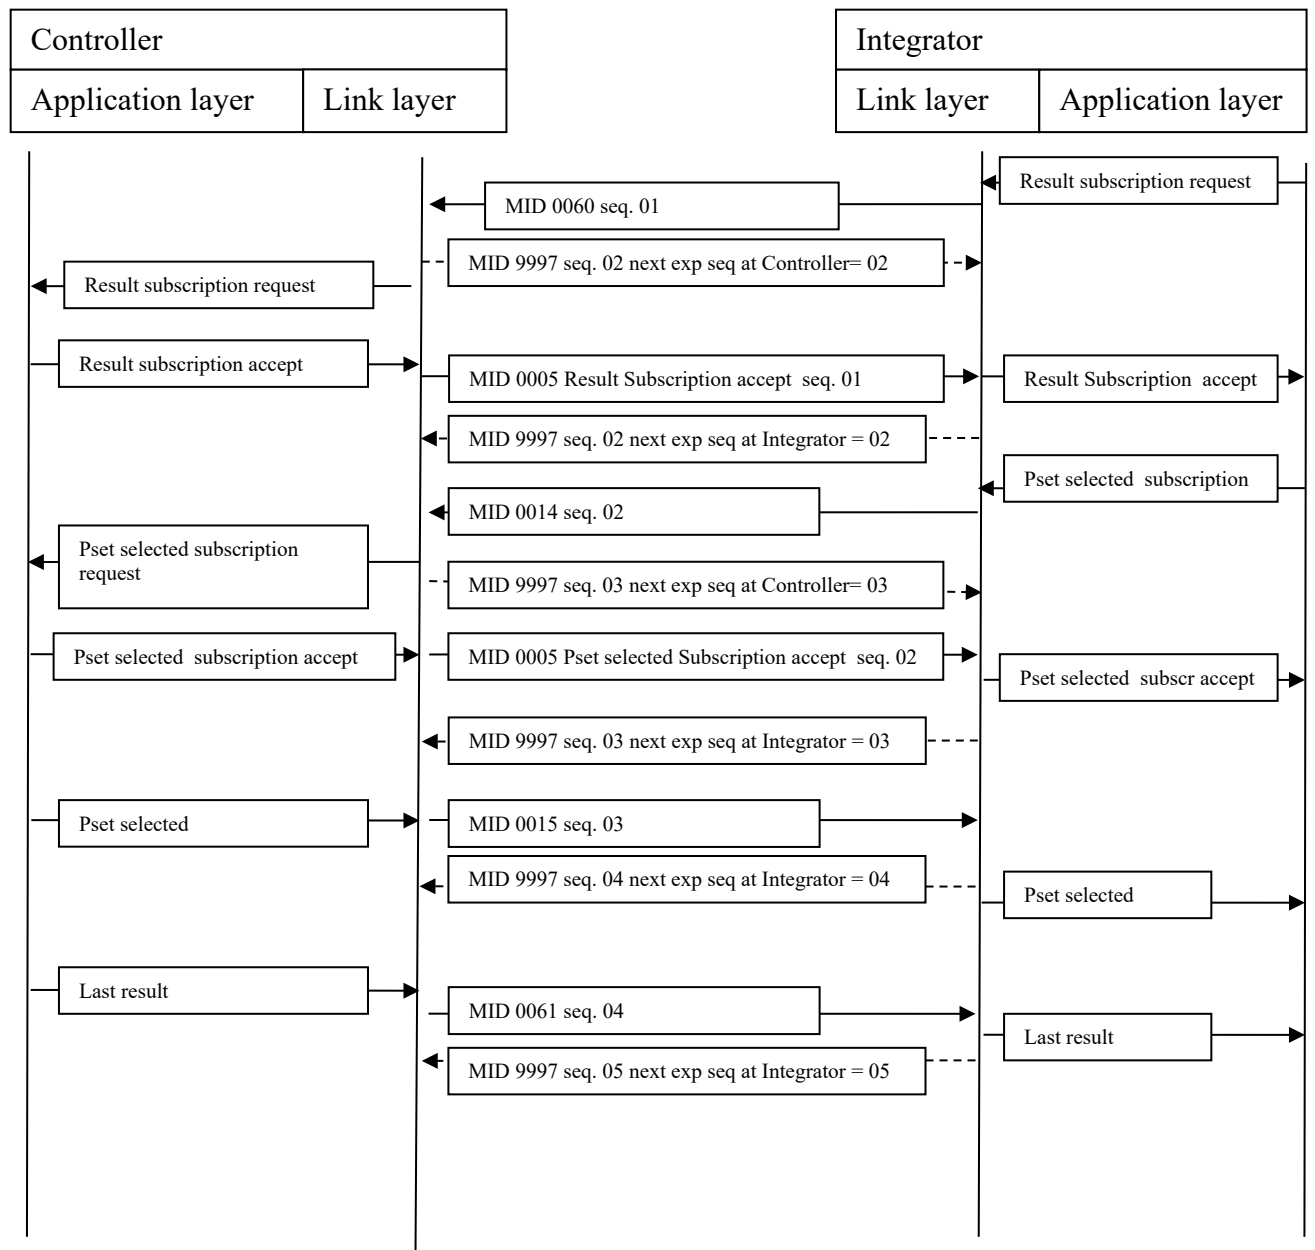 Controller
Integrator
Application layer
Link layer
Link layer
Application layer
Result subscription request
MID 0060 seq. 01
MID 9997 seq. 02 next exp seq at Controller= 02
Result subscription request
Result subscription accept
MID 0005 Result Subscription accept  seq. 01
Result Subscription  accept
MID 9997 seq. 02 next exp seq at Integrator = 02
Pset selected  subscription
MID 0014 seq. 02
Pset selected subscription
request
MID 9997 seq. 03 next exp seq at Controller= 03
Pset selected  subscription accept
MID 0005 Pset selected Subscription accept  seq. 02
Pset selected  subscr accept
MID 9997 seq. 03 next exp seq at Integrator = 03
Pset selected
MID 0015 seq. 03
MID 9997 seq. 04 next exp seq at Integrator = 04
Pset selected
Last result
MID 0061 seq. 04
Last result
MID 9997 seq. 05 next exp seq at Integrator = 05